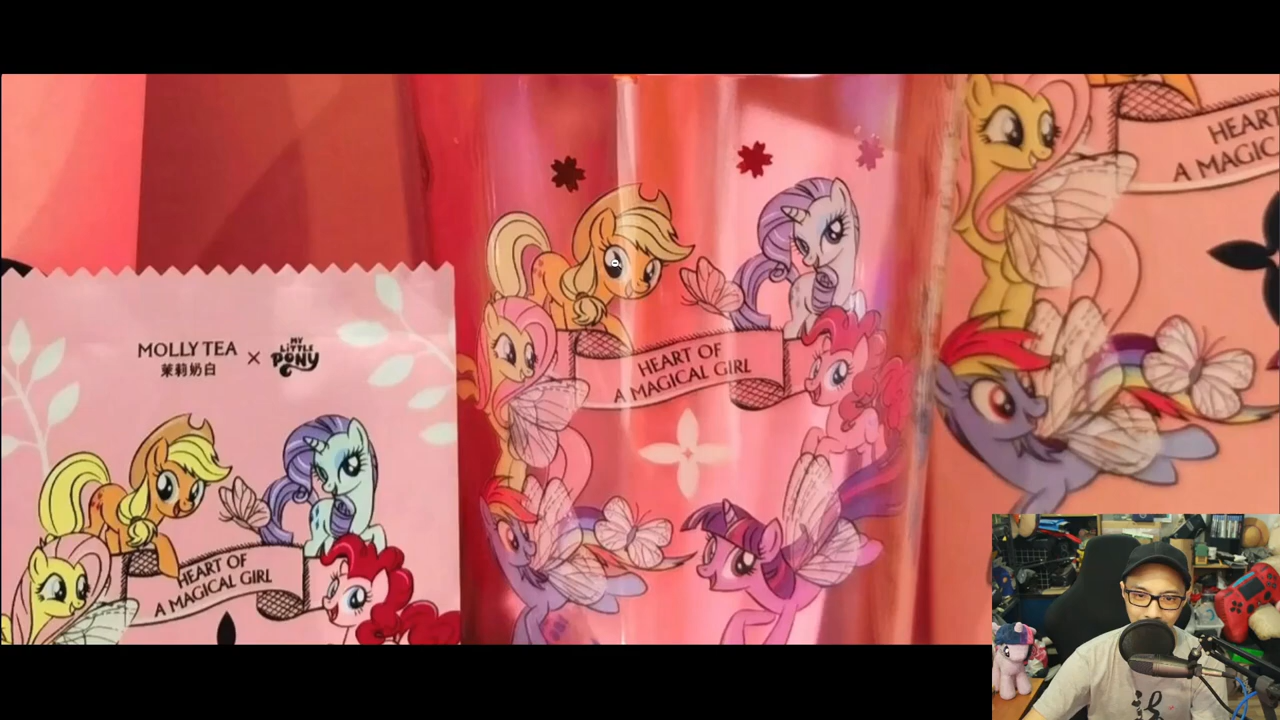 MOLLY TEA × MY LITTLE PONY
茉莉奶白
HEART OF
A MAGICAL GIRL
HEART OF
A MAGICAL GIRL
HEART
A MAGIC